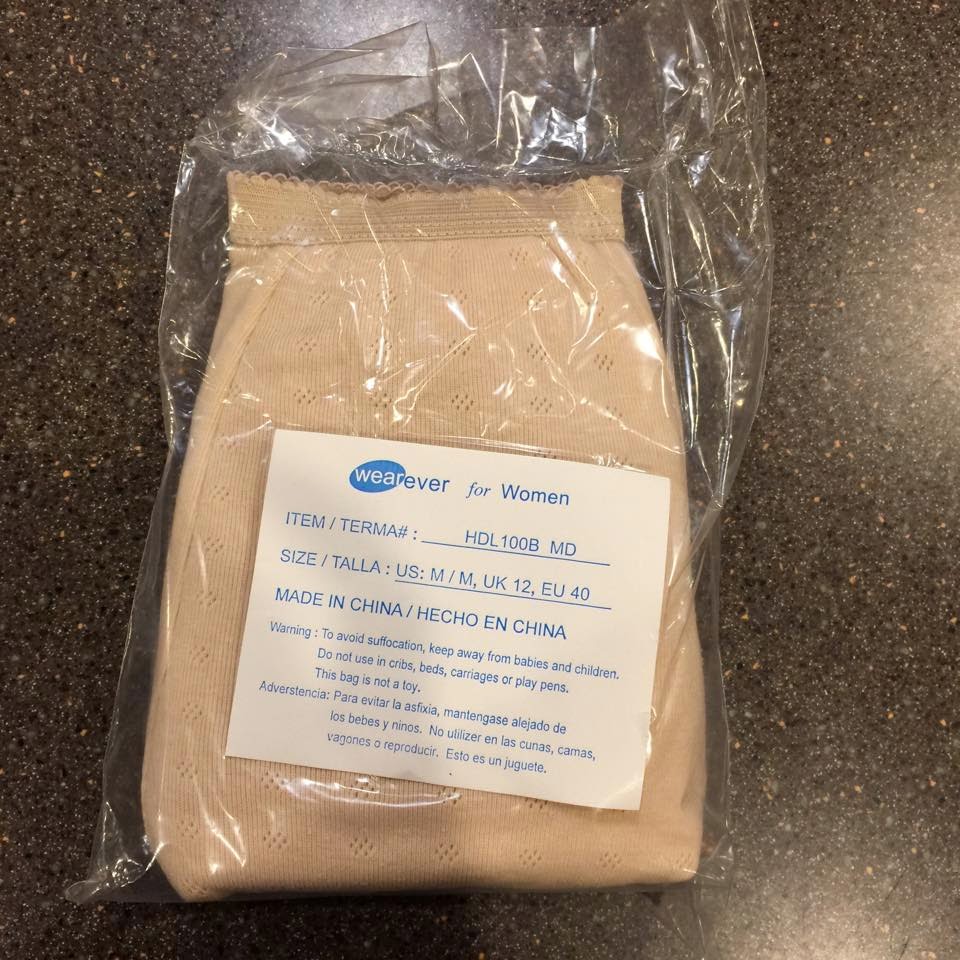 wearever for Women
ITEM / TERMA# : HDL100B MD
SIZE / TALLA : US: M / M, UK 12, EU 40
MADE IN CHINA / HECHO EN CHINA
Warning : To avoid suffocation, keep away from babies and children.
Do not use in cribs, beds, carriages or play pens.
This bag is not a toy.
Adverstencia: Para evitar la asfixia, mantengase alejado de
los bebes y ninos. No utilizer en las cunas, camas,
vagones o reproducir. Esto es un juguete.